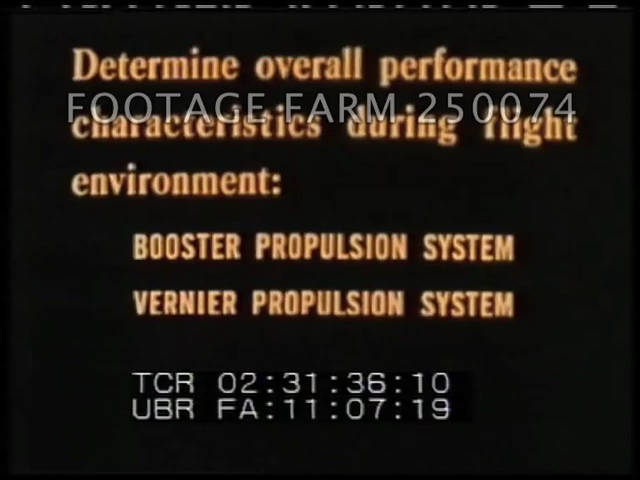 Determine overall performance
FOOTAGE FARM 250074
characteristics during flight
environment:
BOOSTER PROPULSION SYSTEM
VERNIER PROPULSION SYSTEM
TCR 02:31:36:10
UBR FA:11:07:19